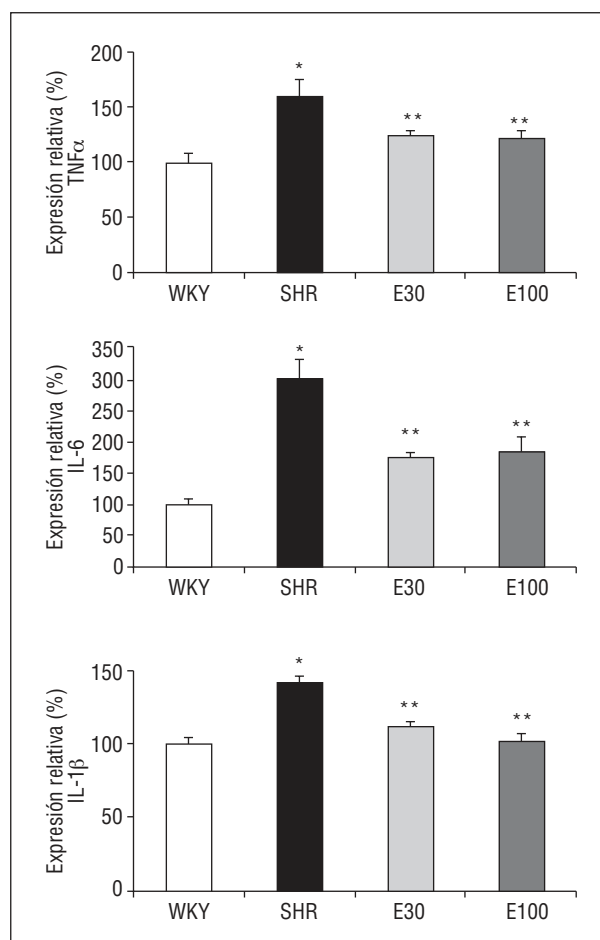 Expresión relativa (%)
TNFα
200
150
100
50
0
*
**
**
WKY SHR E30 E100
Expresión relativa (%)
IL-6
350
300
250
200
150
100
50
0
*
**
**
WKY SHR E30 E100
Expresión relativa (%)
IL-1β
150
100
50
0
*
**
**
WKY SHR E30 E100